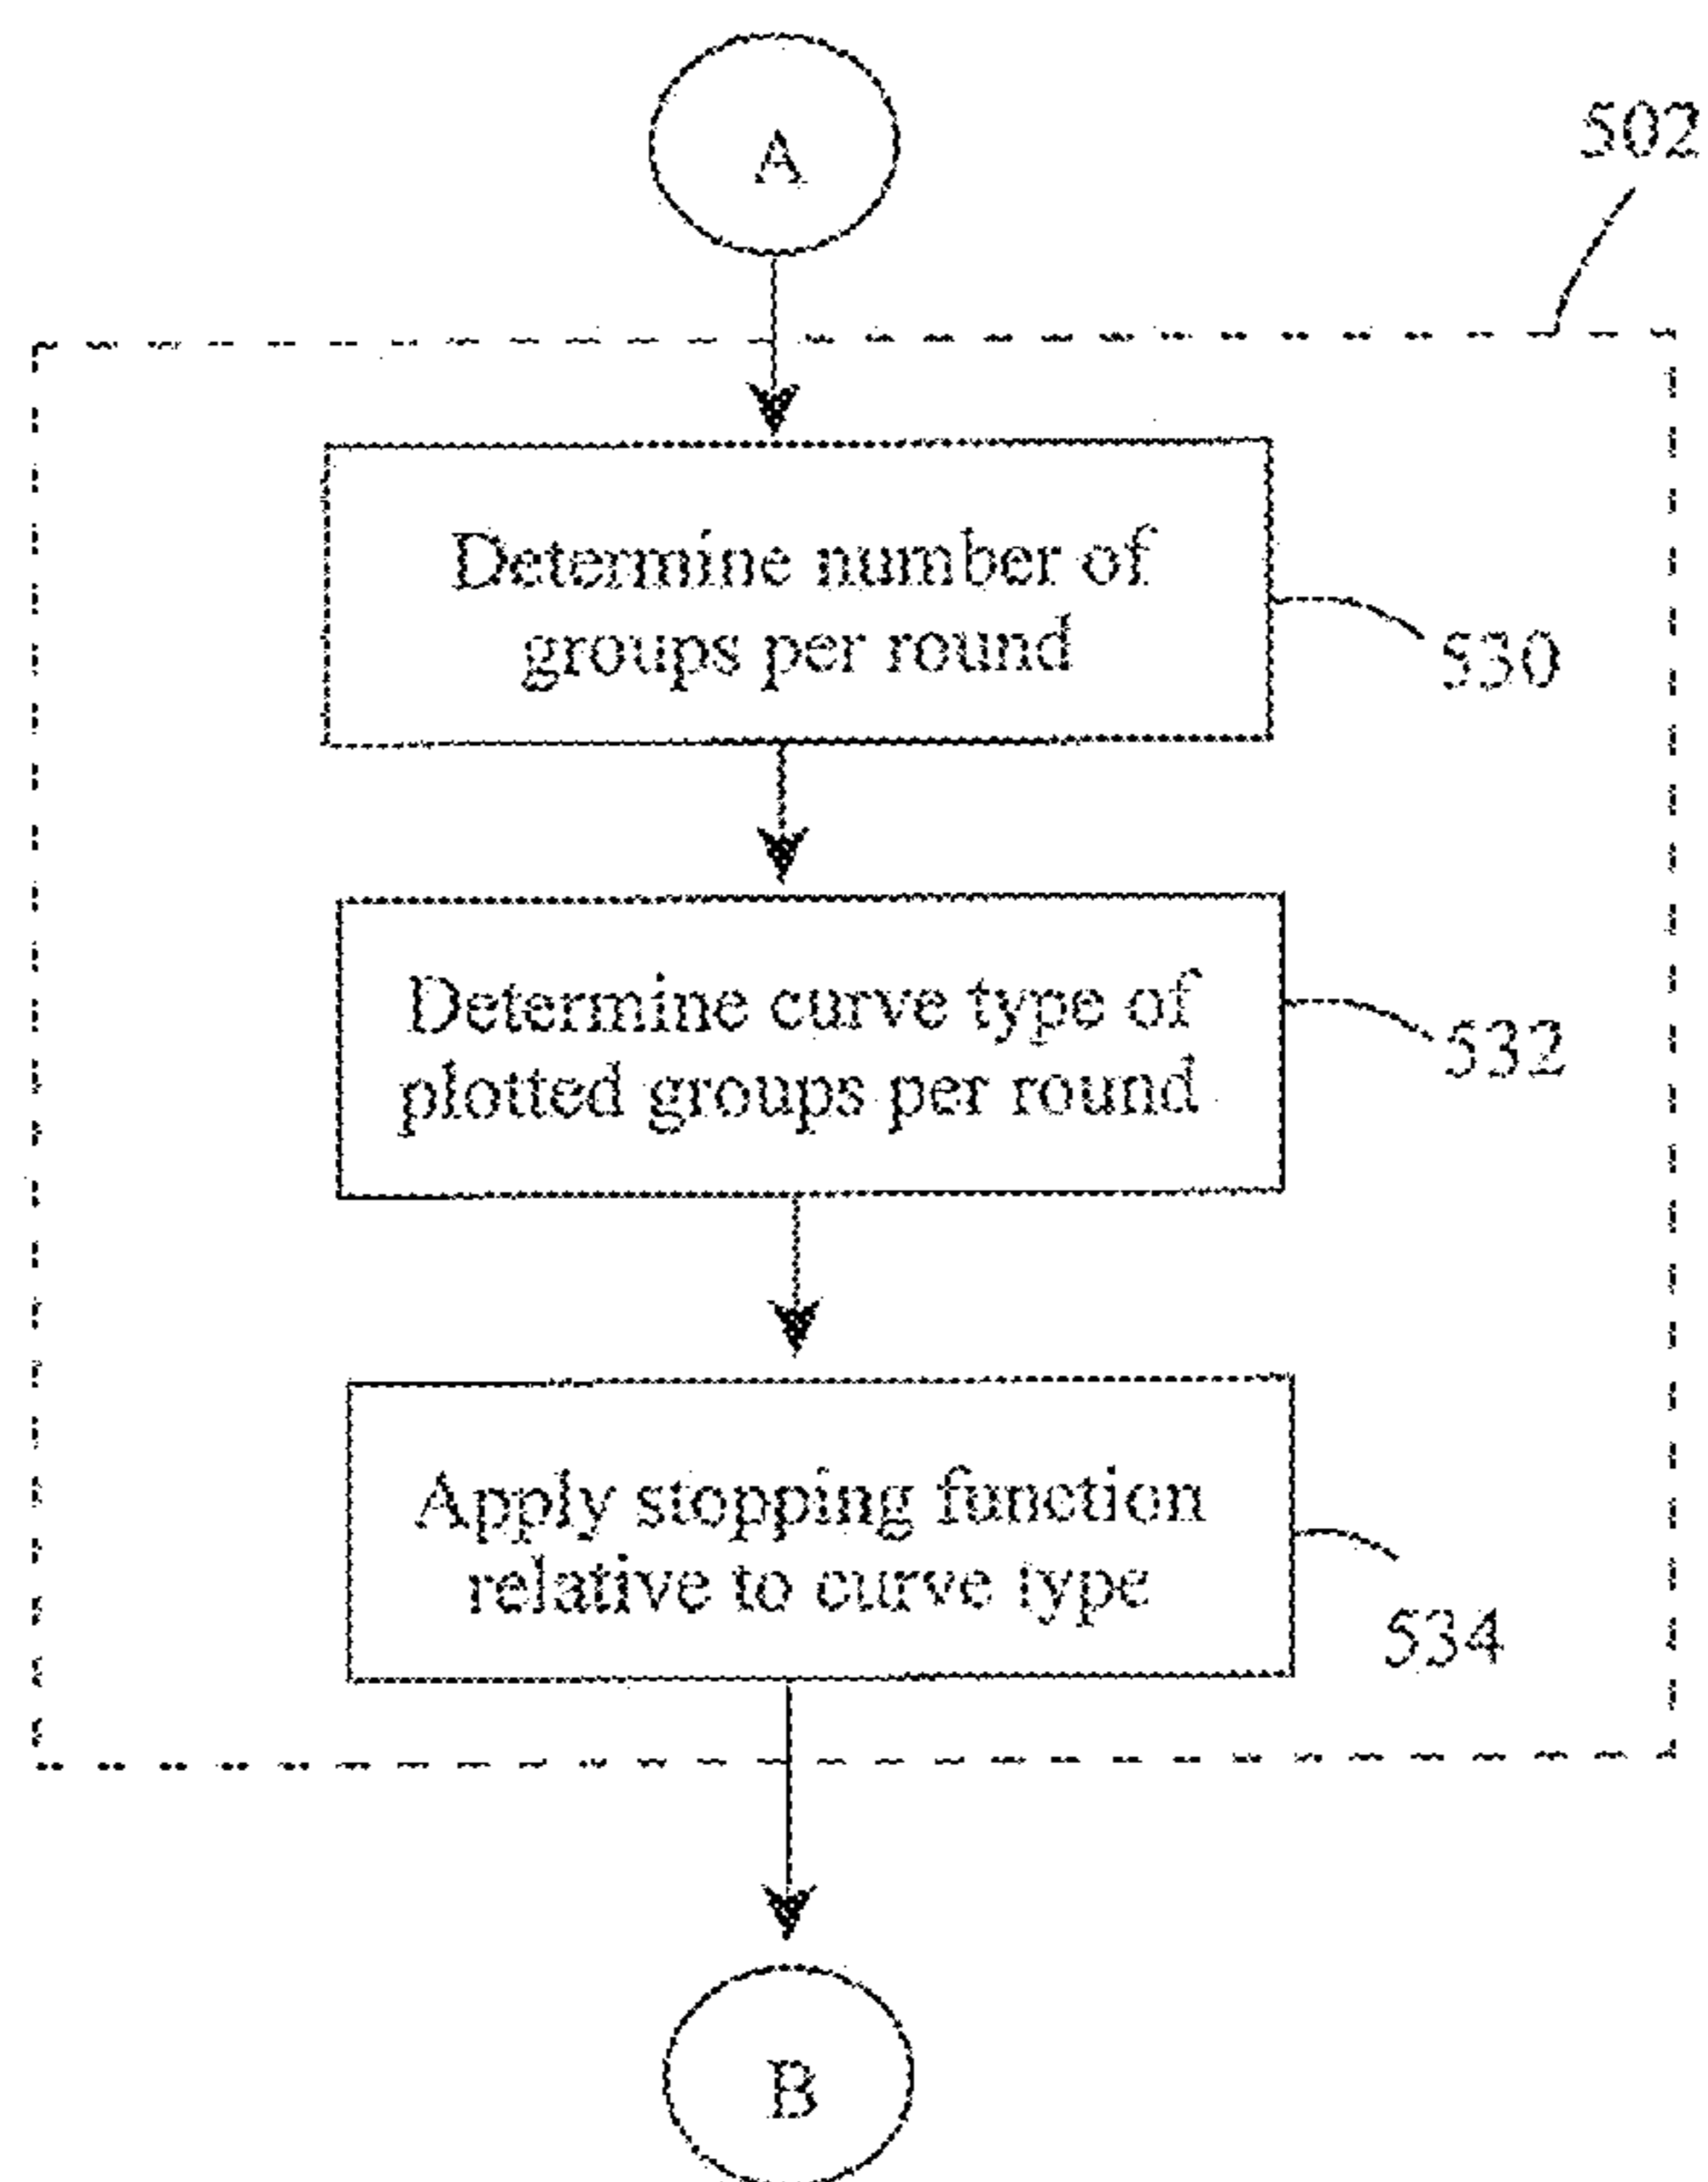 A
502
Determine number of
groups per round
530
Determine curve type of
plotted groups per round
532
Apply stopping function
relative to curve type
534
B